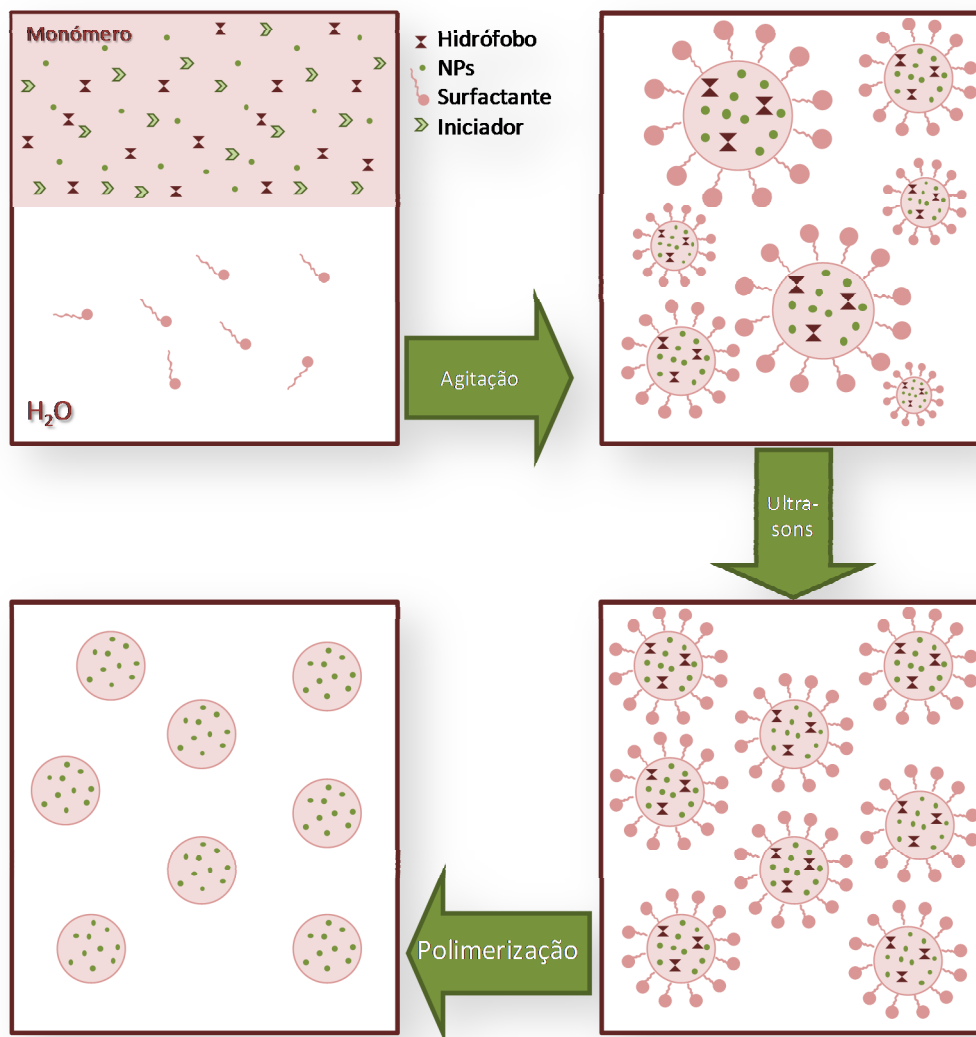 Monómero
Hidrófobo
NPs
Surfactante
Iniciador
H₂O
Agitação
Ultra-
sons
Polimerização